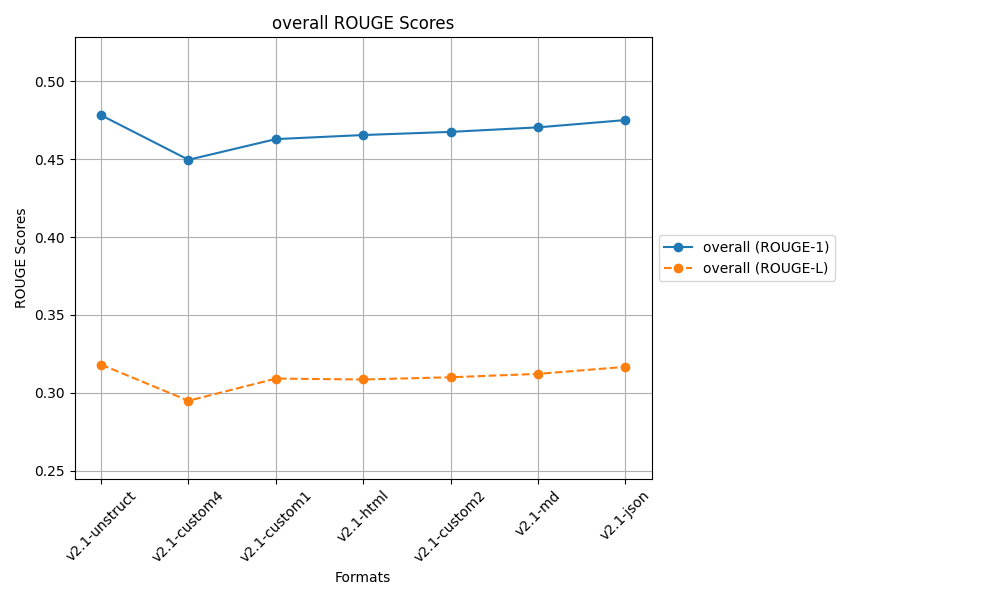 overall ROUGE Scores
ROUGE Scores
0.50
0.45
0.40
0.35
0.30
0.25
v2.1-unstruct
v2.1-custom4
v2.1-custom1
v2.1-html
v2.1-custom2
v2.1-md
v2.1-json
Formats
overall (ROUGE-1)
overall (ROUGE-L)